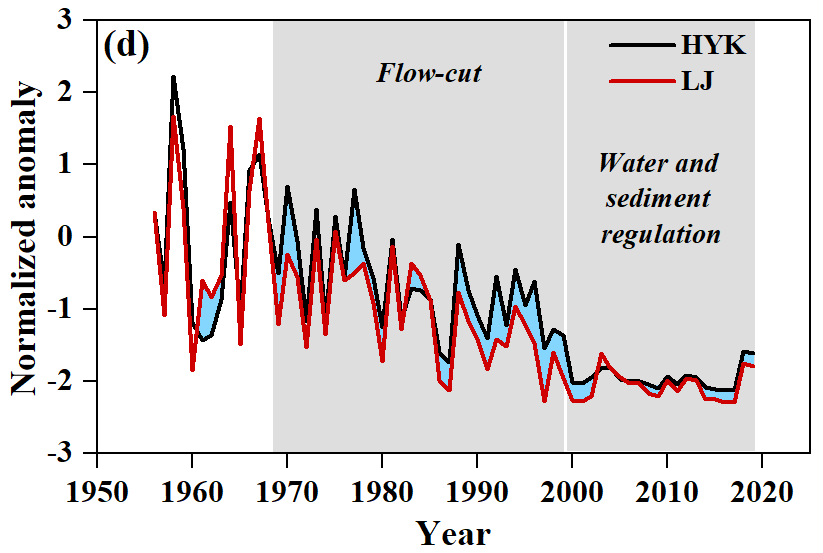 (d)
HYK
LJ
Flow-cut
Water and
sediment
regulation
Normalized anomaly
3
2
1
0
-1
-2
-3
1950 1960 1970 1980 1990 2000 2010 2020
Year